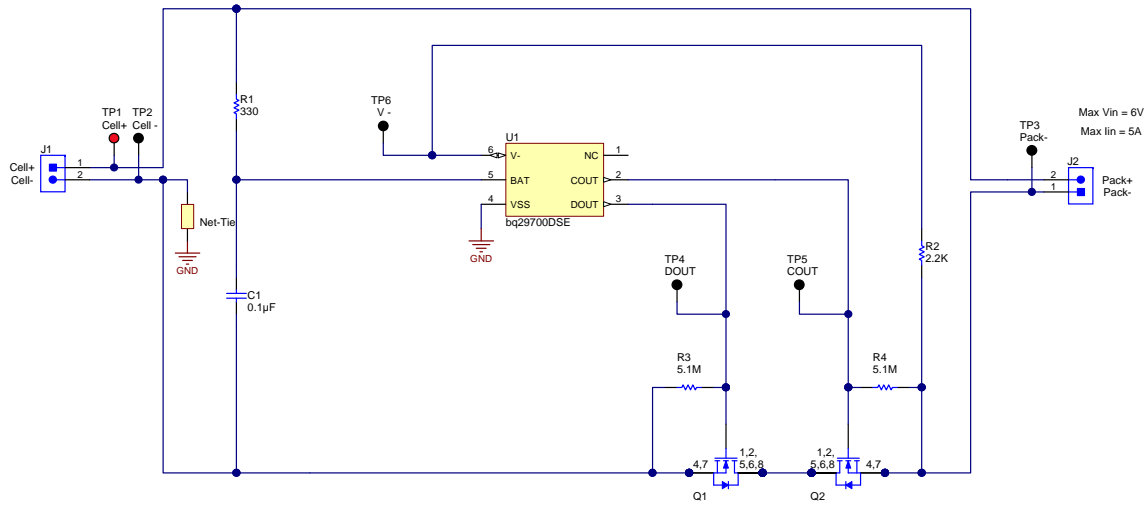 R1
330
TP1
Cell+
TP2
Cell -
TP6
V -
Max Vin = 6V
Max Iin = 5A
TP3
Pack-
J1
Cell+
Cell-
1
2
U1
6
V-
NC
1
5
BAT
COUT
2
4
VSS
DOUT
3
bq29700DSE
J2
2
1
Pack+
Pack-
Net-Tie
GND
GND
R2
2.2K
TP4
DOUT
TP5
COUT
C1
0.1µF
R3
5.1M
R4
5.1M
4,7
1,2,
5,6,8
1,2,
5,6,8
4,7
Q1
Q2